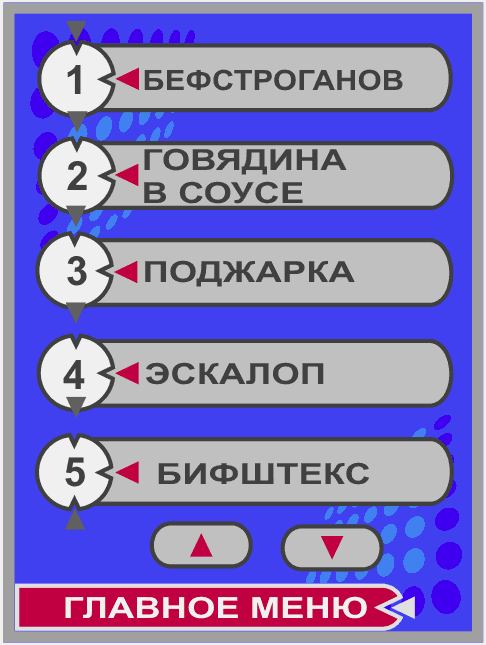 1 БЕФСТРОГАНОВ
2 ГОВЯДИНА
В СОУСЕ
3 ПОДЖАРКА
4 ЭСКАЛОП
5 БИФШТЕКС
ГЛАВНОЕ МЕНЮ